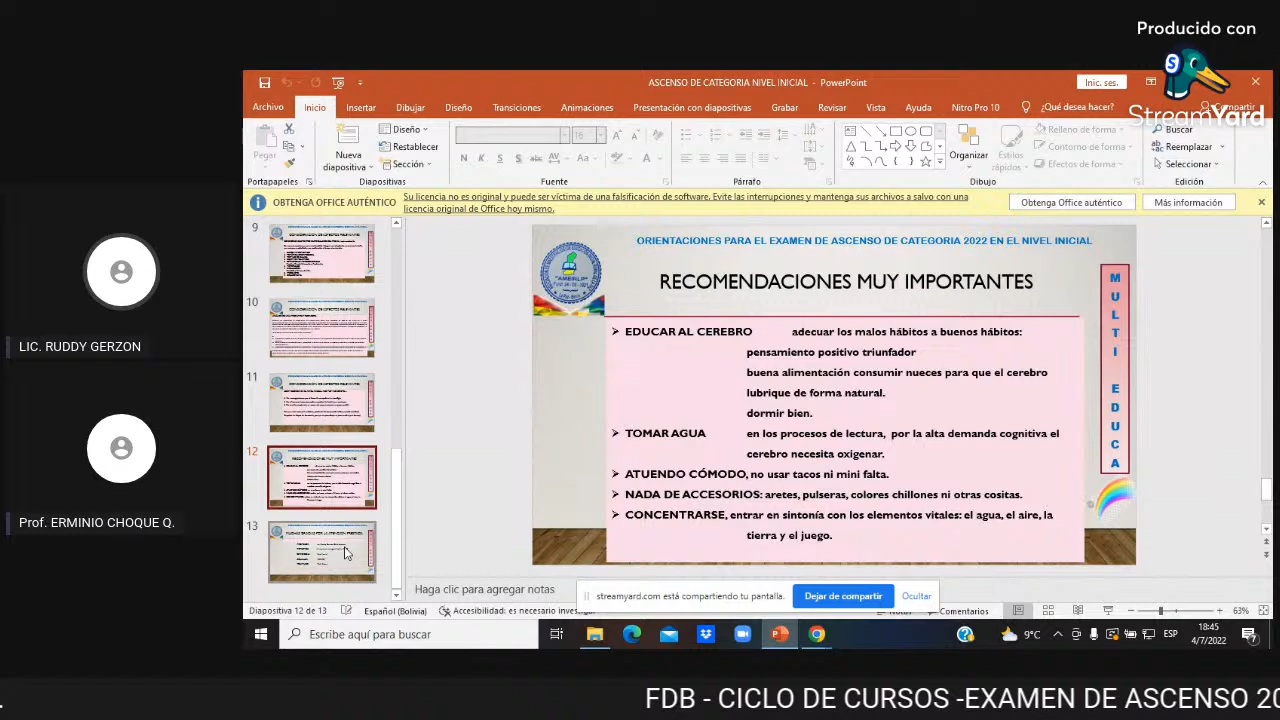 Producido con
StreamYard
ASCENSO DE CATEGORIA NIVEL INICIAL - PowerPoint
Inic. ses.
Archivo Inicio Insertar Dibujar Diseño Transiciones Animaciones Presentación con diapositivas Grabar Revisar Vista Ayuda Nitro Pro 10 ¿Qué desea hacer? Compartir
Pegar
Nueva diapositiva
Diseño
Restablecer
Sección
16
N K S S abc AV Aa A
Organizar
Estilos rápidos
Relleno de forma
Contorno de forma
Efectos de forma
Buscar
Reemplazar
Seleccionar
Portapapeles Diapositivas Fuente Párrafo Dibujo Edición
OBTENGA OFFICE AUTÉNTICO
Su licencia no es original y puede ser víctima de una falsificación de software. Evite las interrupciones y mantenga sus archivos a salvo con una
licencia original de Office hoy mismo.
Obtenga Office auténtico
Más información
9
10
11
12
13
LIC. RUDDY GERZON
Prof. ERMINIO CHOQUE Q.
ORIENTACIONES PARA EL EXAMEN DE ASCENSO DE CATEGORIA 2022 EN EL NIVEL INICIAL
RECOMENDACIONES MUY IMPORTANTES
EDUCAR AL CEREBRO adecuar los malos hábitos a buenos hábitos:
pensamiento positivo triunfador
buena alimentación consumir nueces para que el cerebro
lubrique de forma natural.
dormir bien.
TOMAR AGUA en los procesos de lectura, por la alta demanda cognitiva el
cerebro necesita oxigenar.
ATUENDO CÓMODO, no usar tacos ni mini falta.
NADA DE ACCESORIOS: aretes, pulseras, colores chillones ni otras cositas.
CONCENTRARSE, entrar en sintonía con los elementos vitales: el agua, el aire, la
tierra y el juego.
MULTI EDUCA
Haga clic para agregar notas
streamyard.com está compartiendo tu pantalla.
Dejar de compartir
Ocultar
Diapositiva 12 de 13
Español (Bolivia)
Accesibilidad: es necesario investigar
Notas
Comentarios
63%
Escribe aquí para buscar
9°C
ESP
18:45
4/7/2022
7
FDB - CICLO DE CURSOS -EXAMEN DE ASCENSO 20